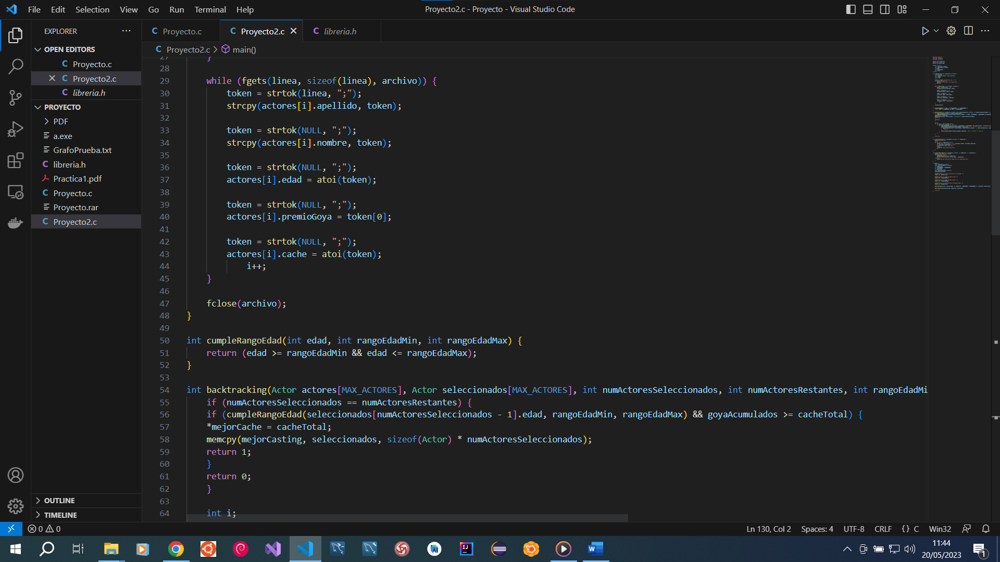 File Edit Selection View Go Run Terminal Help
Proyecto2.c - Proyecto - Visual Studio Code
EXPLORER
C Proyecto.c
C Proyecto2.c
C libreria.h
OPEN EDITORS
C Proyecto.c
C Proyecto2.c
C libreria.h
PROYECTO
PDF
a.exe
GrafoPrueba.txt
C libreria.h
Practica1.pdf
C Proyecto.c
Proyecto.rar
C Proyecto2.c
OUTLINE
TIMELINE
C Proyecto2.c > main()
27 }
28
29 while (fgets(linea, sizeof(linea), archivo)) {
30 token = strtok(linea, ";");
31 strcpy(actores[i].apellido, token);
32
33 token = strtok(NULL, ";");
34 strcpy(actores[i].nombre, token);
35
36 token = strtok(NULL, ";");
37 actores[i].edad = atoi(token);
38
39 token = strtok(NULL, ";");
40 actores[i].premioGoya = token[0];
41
42 token = strtok(NULL, ";");
43 actores[i].cache = atoi(token);
44 i++;
45 }
46
47 fclose(archivo);
48 }
49
50 int cumpleRangoEdad(int edad, int rangoEdadMin, int rangoEdadMax) {
51 return (edad >= rangoEdadMin && edad <= rangoEdadMax);
52 }
53
54 int backtracking(Actor actores[MAX_ACTORES], Actor seleccionados[MAX_ACTORES], int numActoresSeleccionados, int numActoresRestantes, int rangoEdadMi
55 if (numActoresSeleccionados == numActoresRestantes) {
56 if (cumpleRangoEdad(seleccionados[numActoresSeleccionados - 1].edad, rangoEdadMin, rangoEdadMax) && goyaAcumulados >= cacheTotal) {
57 *mejorCache = cacheTotal;
58 memcpy(mejorCasting, seleccionados, sizeof(Actor) * numActoresSeleccionados);
59 return 1;
60 }
61 return 0;
62 }
63
64 int i;
0 0
Ln 130, Col 2 Spaces: 4 UTF-8 CRLF {} C Win32
11:44
20/05/2023
1